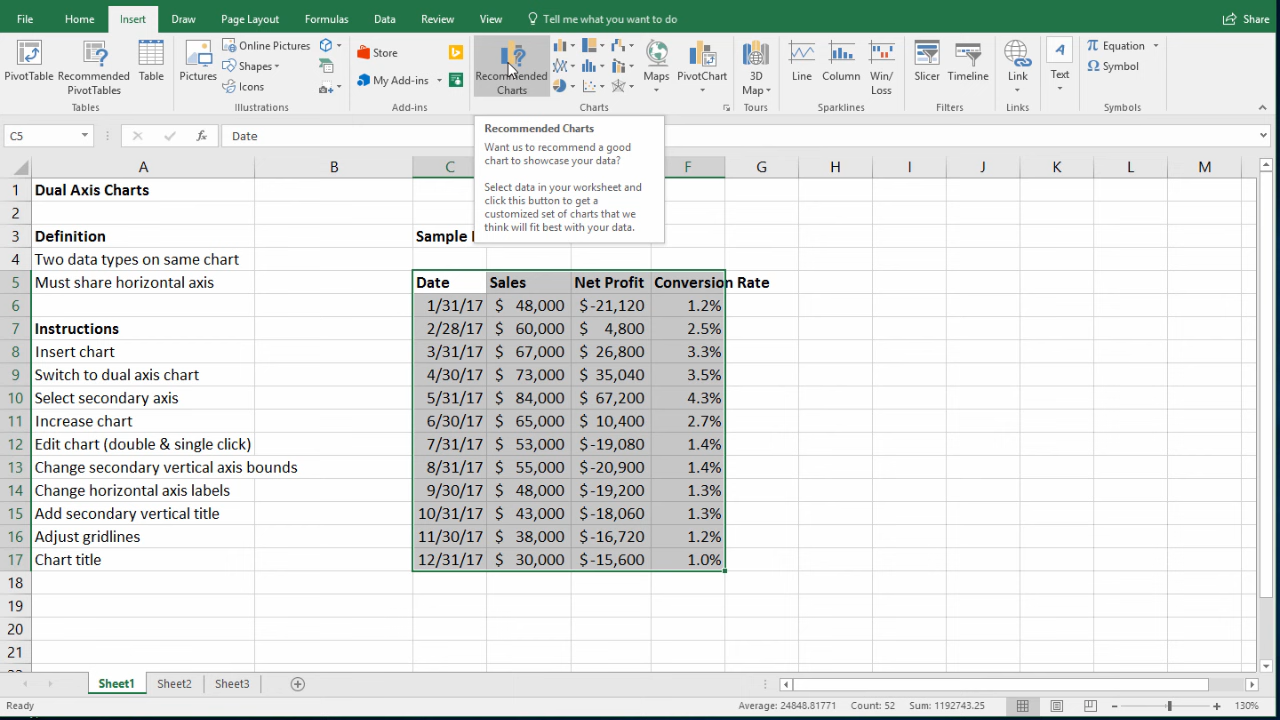 File Home Insert Draw Page Layout Formulas Data Review View Tell me what you want to do Share
PivotTable Recommended PivotTables Table Pictures Online Pictures Shapes Icons Store My Add-ins Recommended Charts Maps PivotChart 3D Map Line Column Win/Loss Slicer Timeline Link Text Equation Symbol
Tables Illustrations Add-ins Charts Tours Sparklines Filters Links Symbols
C5 fx Date
Recommended Charts
Want us to recommend a good
chart to showcase your data?
Select data in your worksheet and
click this button to get a
customized set of charts that we
think will fit best with your data.
A B C F G H I J K L M
1 Dual Axis Charts
2
3 Definition Sample
4 Two data types on same chart
5 Must share horizontal axis Date Sales Net Profit Conversion Rate
6 1/31/17 $ 48,000 $-21,120 1.2%
7 Instructions 2/28/17 $ 60,000 $ 4,800 2.5%
8 Insert chart 3/31/17 $ 67,000 $ 26,800 3.3%
9 Switch to dual axis chart 4/30/17 $ 73,000 $ 35,040 3.5%
10 Select secondary axis 5/31/17 $ 84,000 $ 67,200 4.3%
11 Increase chart 6/30/17 $ 65,000 $ 10,400 2.7%
12 Edit chart (double & single click) 7/31/17 $ 53,000 $-19,080 1.4%
13 Change secondary vertical axis bounds 8/31/17 $ 55,000 $-20,900 1.4%
14 Change horizontal axis labels 9/30/17 $ 48,000 $-19,200 1.3%
15 Add secondary vertical title 10/31/17 $ 43,000 $-18,060 1.3%
16 Adjust gridlines 11/30/17 $ 38,000 $-16,720 1.2%
17 Chart title 12/31/17 $ 30,000 $-15,600 1.0%
18
19
20
21
Sheet1 Sheet2 Sheet3
Ready Average: 24848.81771 Count: 52 Sum: 1192743.25 130%